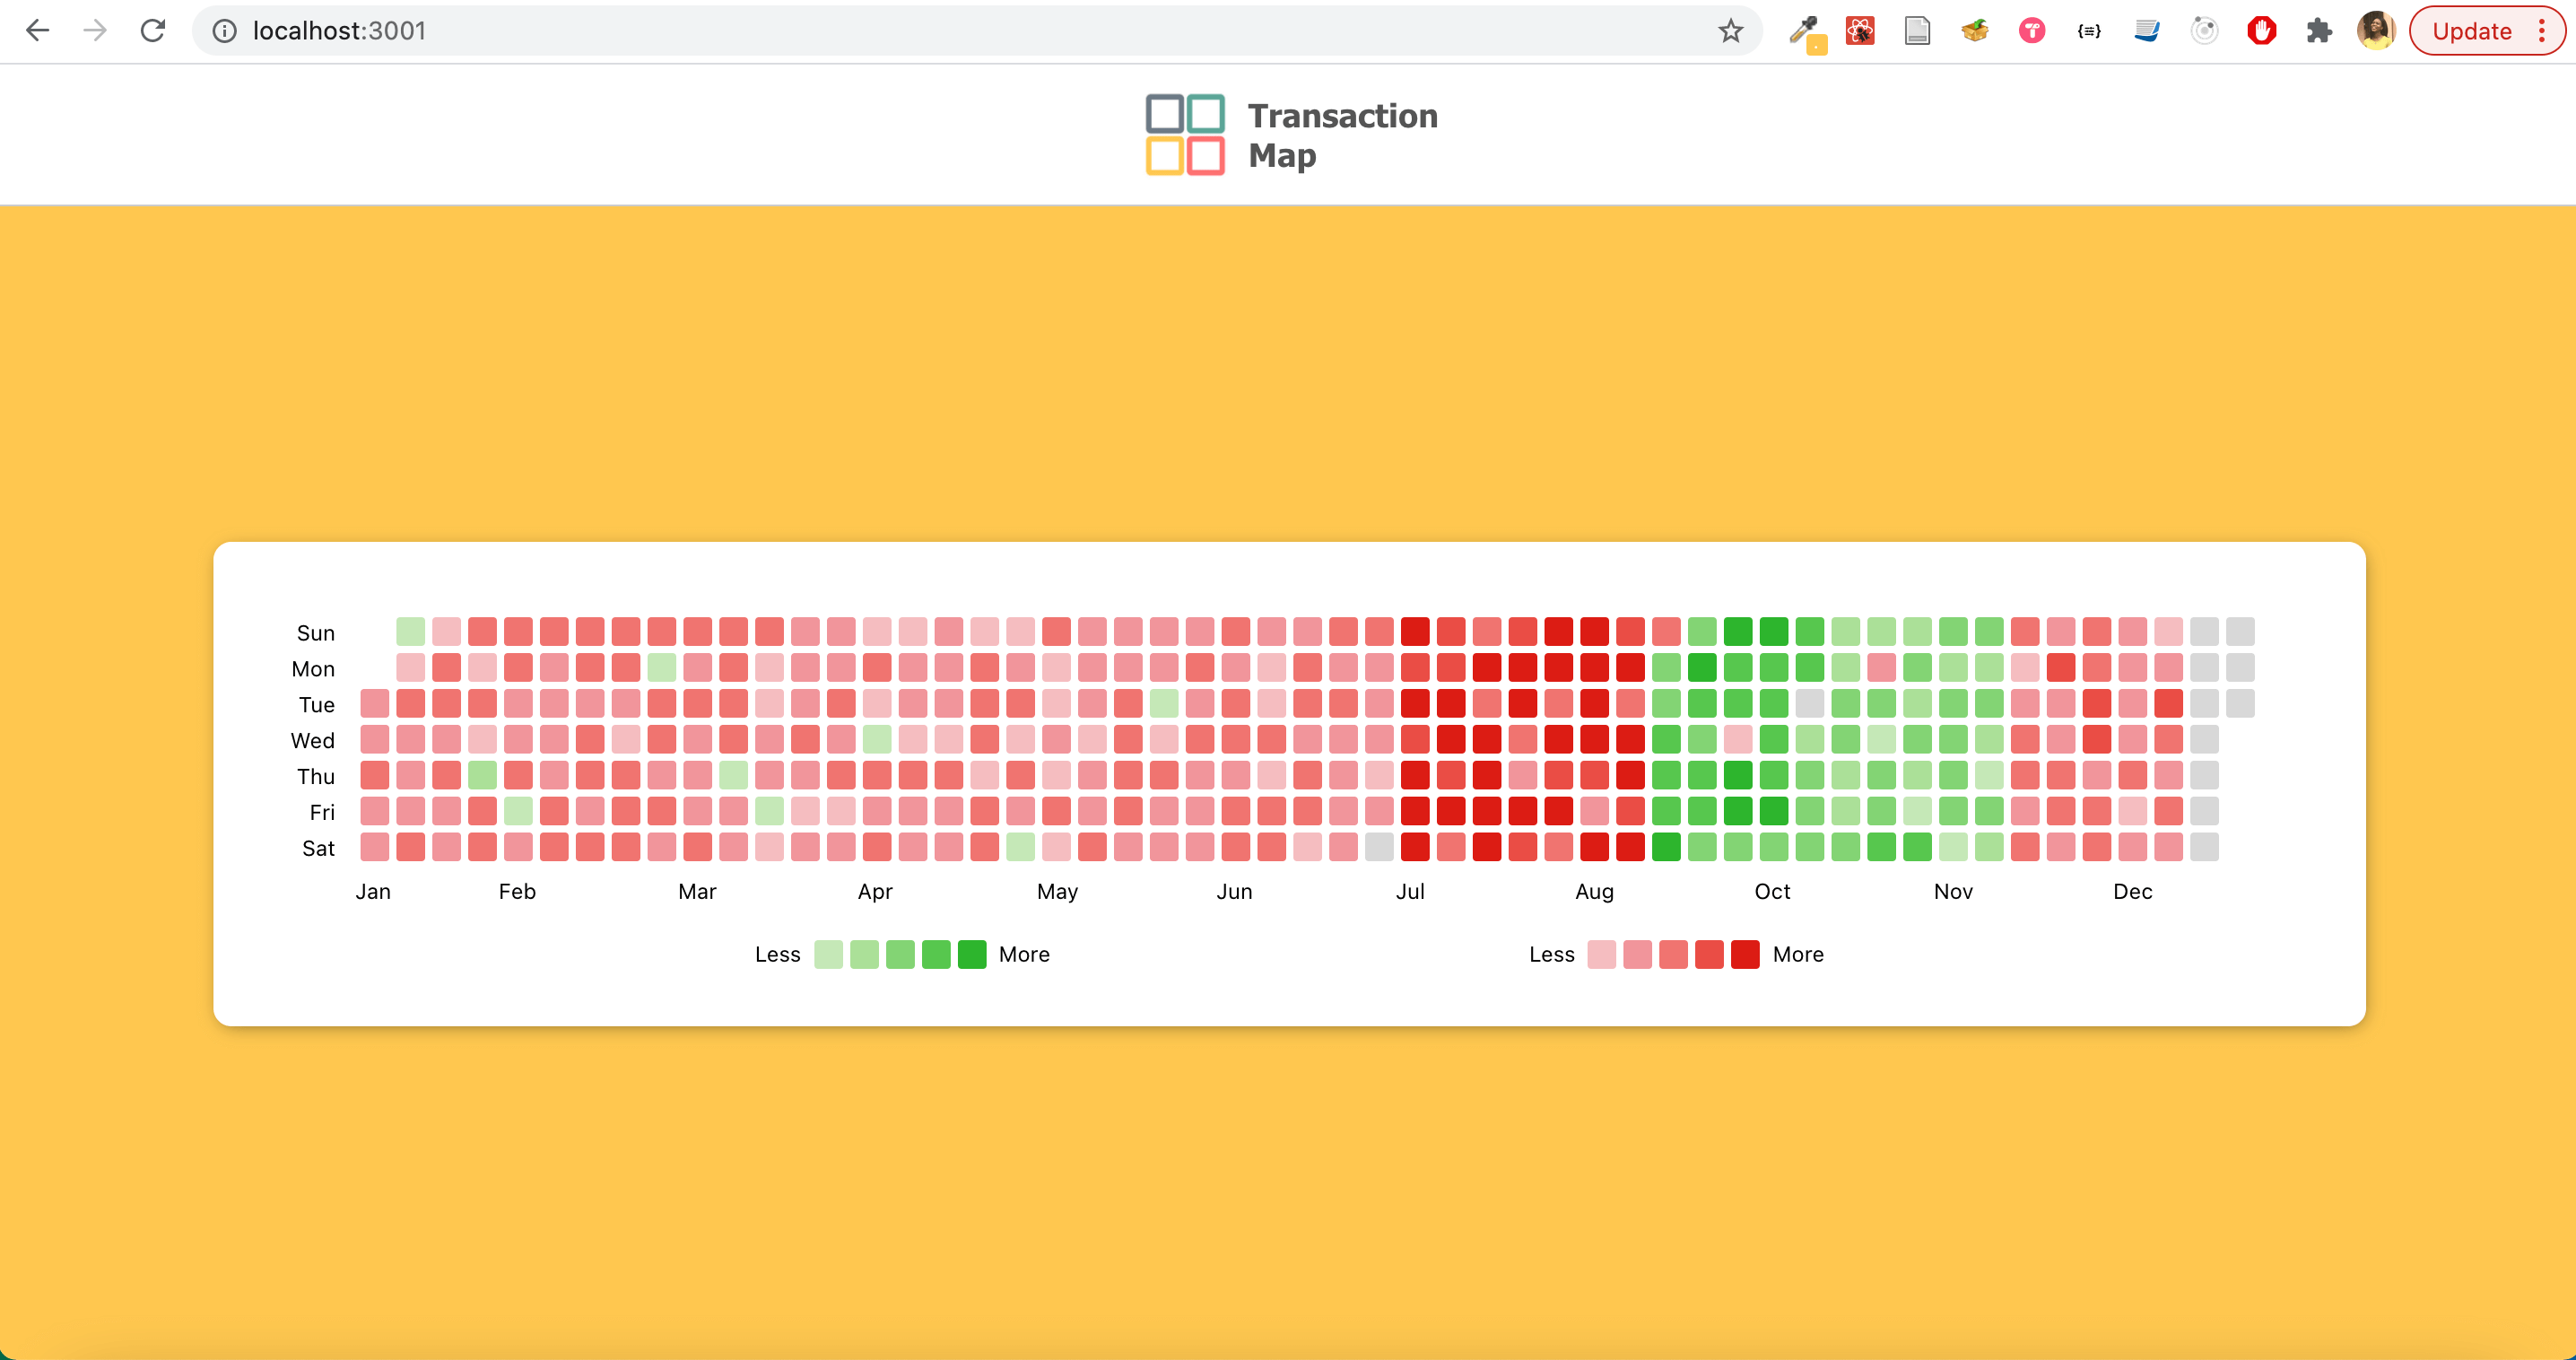 localhost:3001
Update
Transaction
Map
Sun
Mon
Tue
Wed
Thu
Fri
Sat
Jan Feb Mar Apr May Jun Jul Aug Oct Nov Dec
Less More Less More